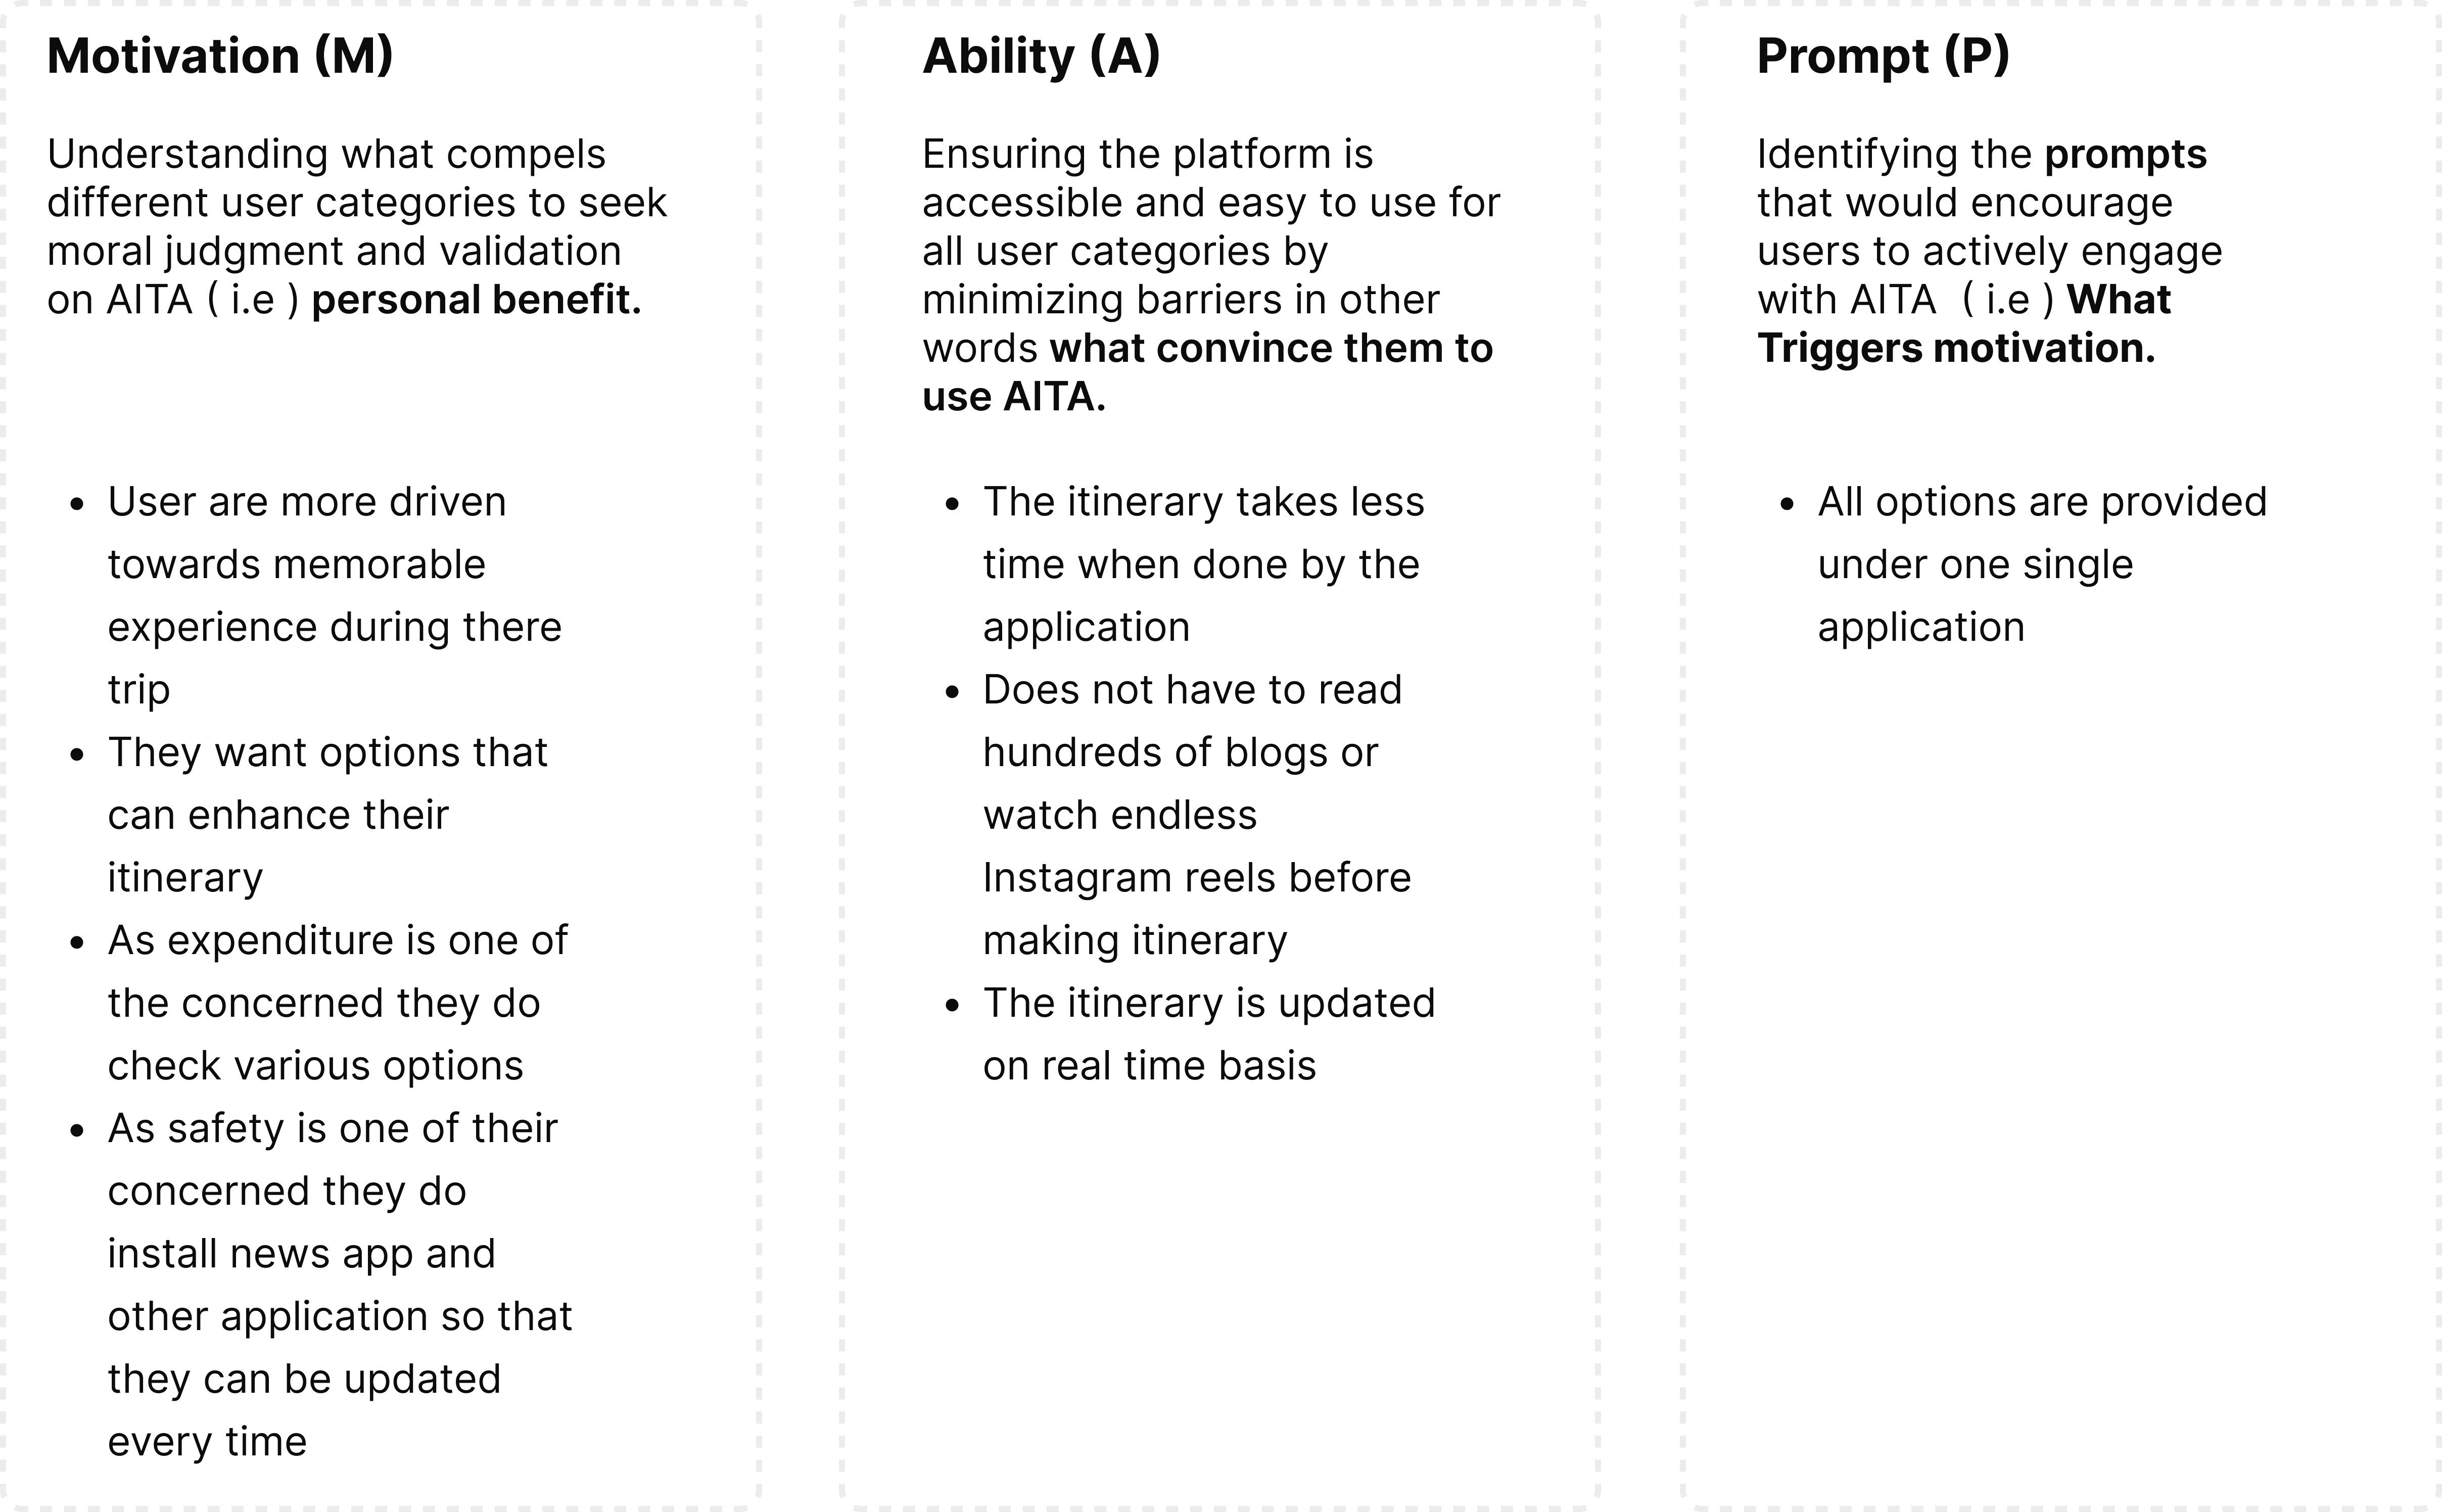 Motivation (M)
Understanding what compels
different user categories to seek
moral judgment and validation
on AITA ( i.e ) personal benefit.
User are more driven
towards memorable
experience during there
trip
They want options that
can enhance their
itinerary
As expenditure is one of
the concerned they do
check various options
As safety is one of their
concerned they do
install news app and
other application so that
they can be updated
every time
Ability (A)
Ensuring the platform is
accessible and easy to use for
all user categories by
minimizing barriers in other
words what convince them to
use AITA.
The itinerary takes less
time when done by the
application
Does not have to read
hundreds of blogs or
watch endless
Instagram reels before
making itinerary
The itinerary is updated
on real time basis
Prompt (P)
Identifying the prompts
that would encourage
users to actively engage
with AITA  ( i.e ) What
Triggers motivation.
All options are provided
under one single
application